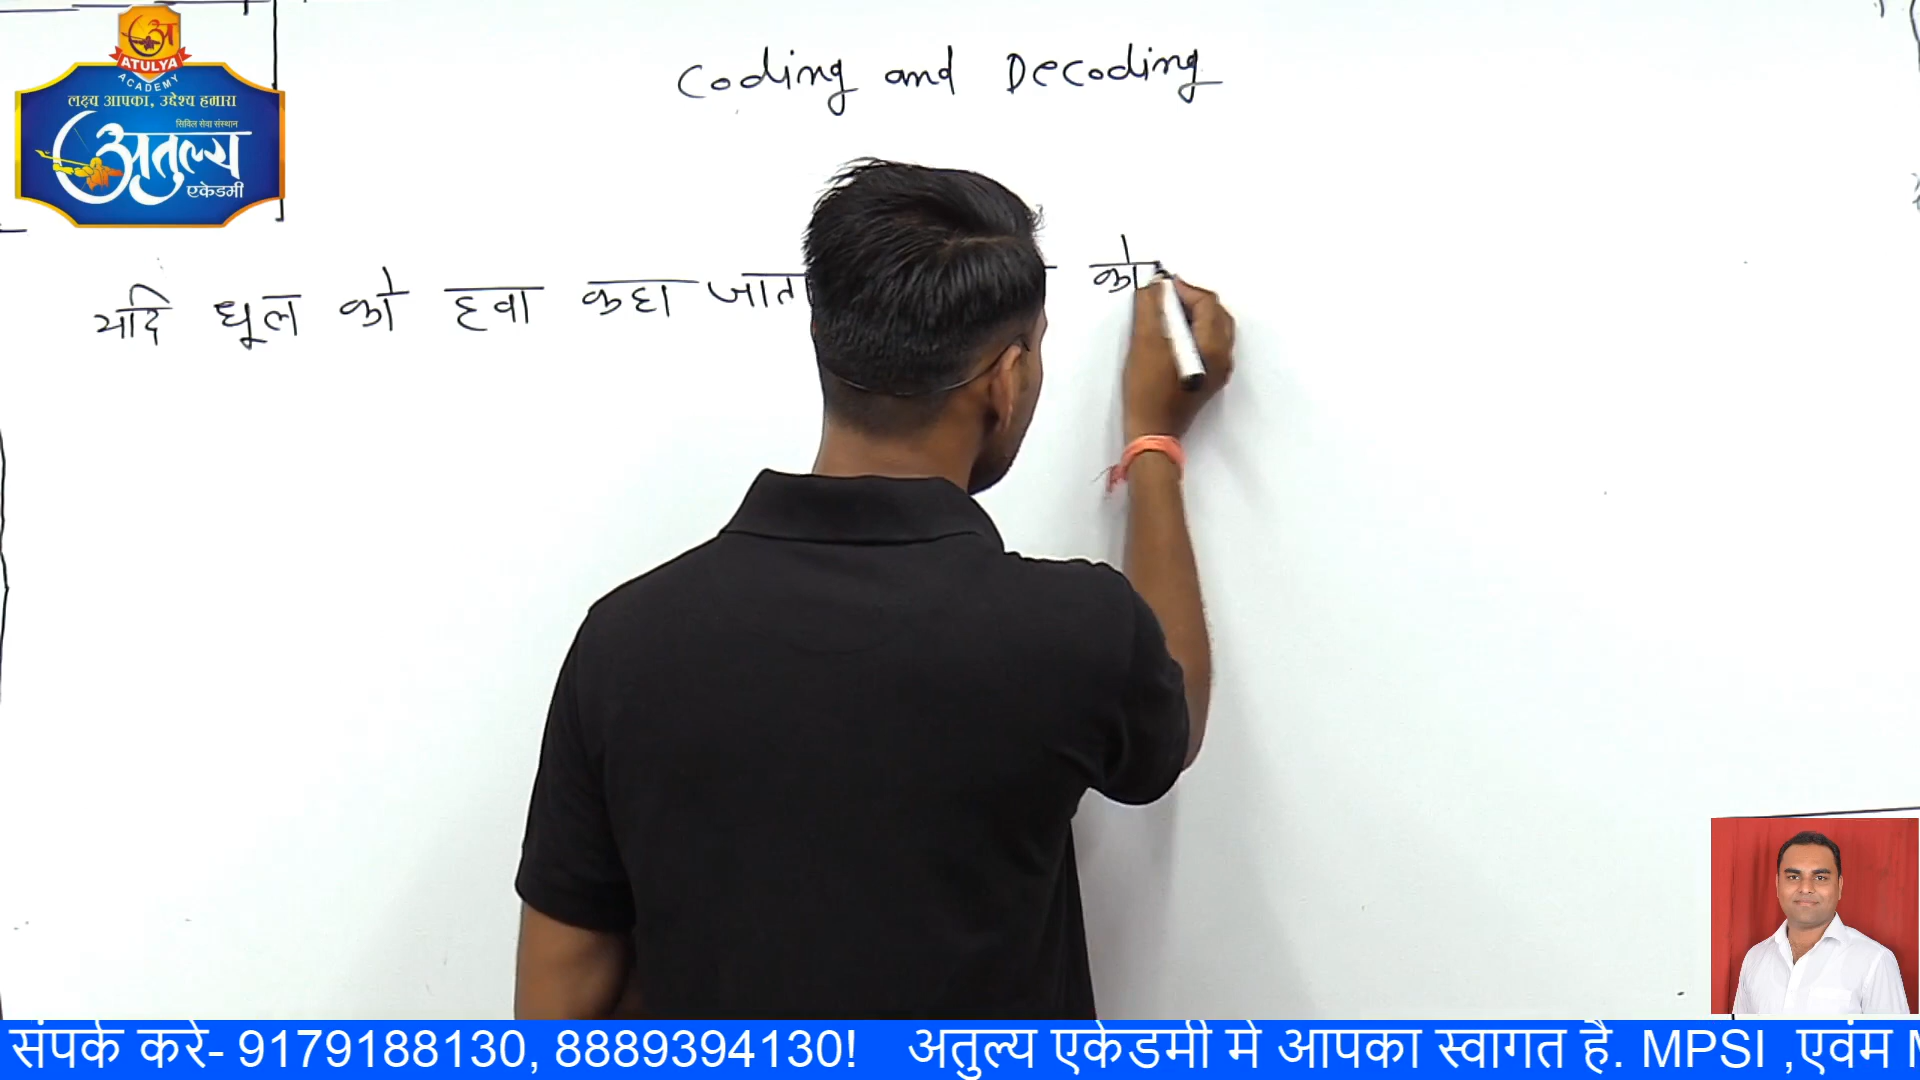 ATULYA
ACADEMY
लक्ष्य आपका, उद्देश्य हमारा
सिविल सेवा संस्थान
अतुल्य
एकेडमी
Coding and Decoding
यदि धूल को हवा कहा जाता को
संपर्क करे- 9179188130, 8889394130! अतुल्य एकेडमी मे आपका स्वागत है. MPSI ,एवंम